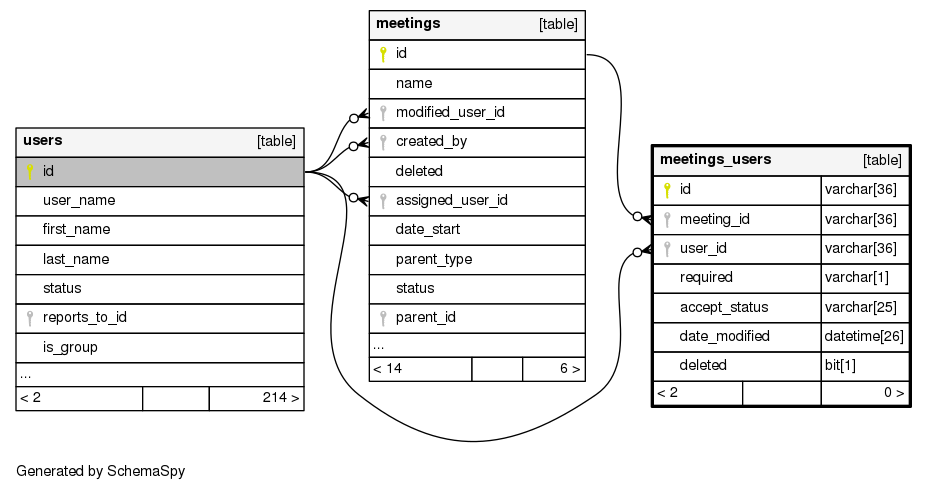 meetings [table]
id
name
modified_user_id
created_by
deleted
assigned_user_id
date_start
parent_type
status
parent_id
...
< 14 6 >
users [table]
id
user_name
first_name
last_name
status
reports_to_id
is_group
...
< 2 214 >
meetings_users [table]
id varchar[36]
meeting_id varchar[36]
user_id varchar[36]
required varchar[1]
accept_status varchar[25]
date_modified datetime[26]
deleted bit[1]
< 2 0 >
Generated by SchemaSpy